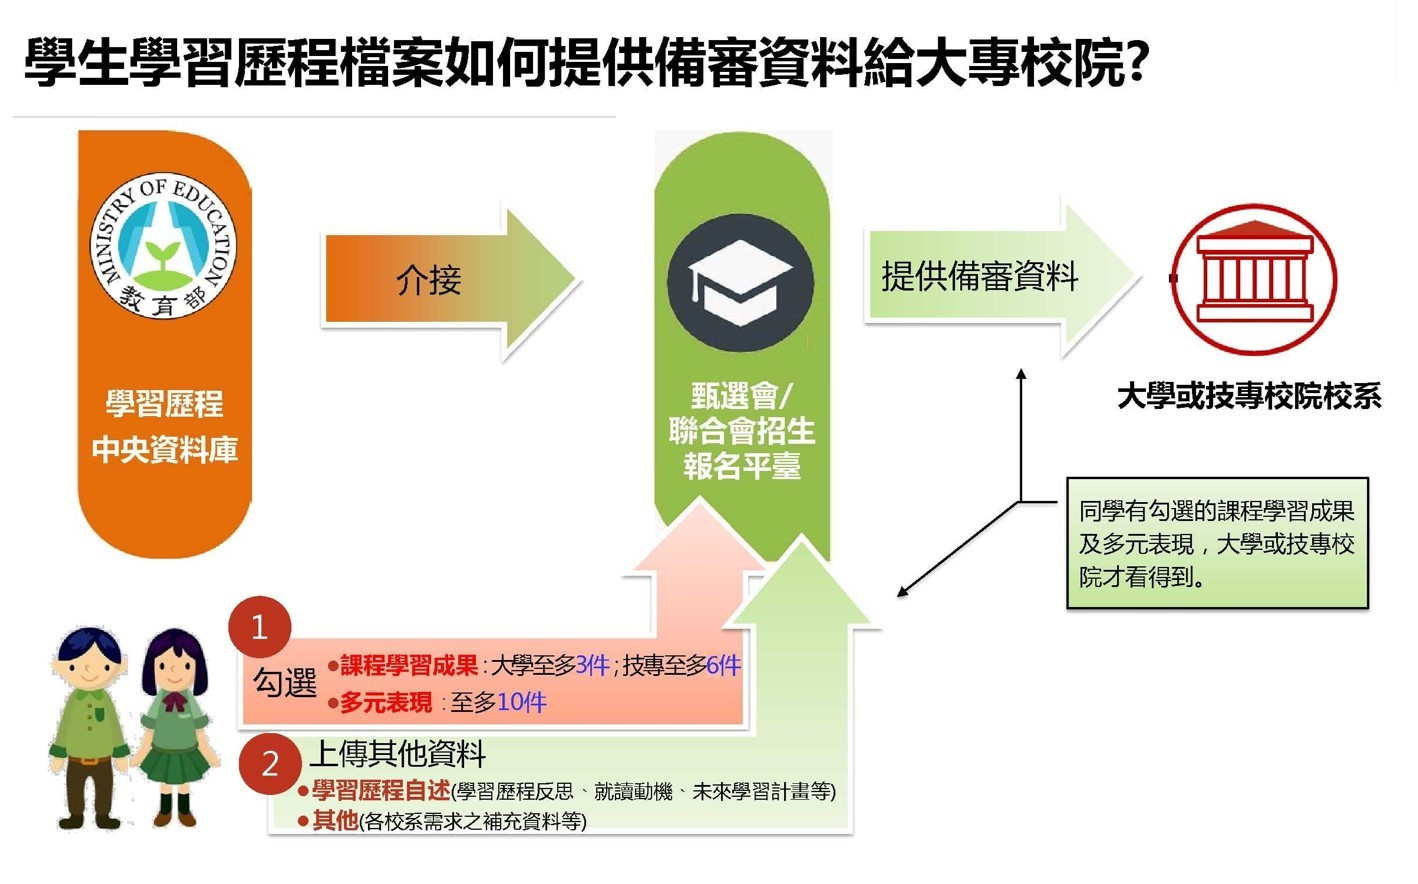 學生學習歷程檔案如何提供備審資料給大專校院?
MINISTRY OF EDUCATION
教育部
學習歷程
中央資料庫
介接
甄選會/
聯合會招生
報名平臺
提供備審資料
大學或技專校院校系
同學有勾選的課程學習成果
及多元表現，大學或技專校
院才看得到。
1
勾選
●課程學習成果：大學至多3件；技專至多6件
●多元表現：至多10件
2
上傳其他資料
●學習歷程自述(學習歷程反思、就讀動機、未來學習計畫等)
●其他(各校系需求之補充資料等)